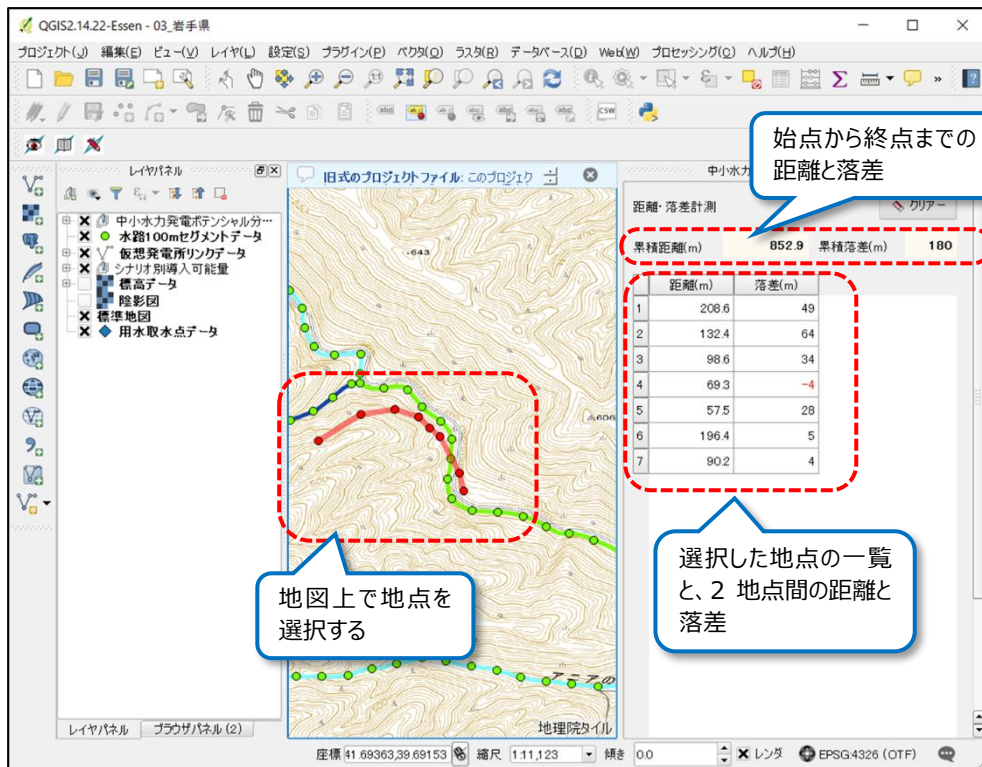 QGIS2.14.22-Essen - 03_岩手県
プロジェクト(J) 編集(E) ビュー(V) レイヤ(L) 設定(S) プラグイン(P) ベクタ(O) ラスタ(R) データベース(D) Web(W) プロセッシング(C) ヘルプ(H)
abc
CSW
始点から終点までの
距離と落差
レイヤパネル
旧式のプロジェクトファイル: このプロジェク
中小水力
中小水力発電ポテンシャル分…
水路100mセグメントデータ
仮想発電所リンクデータ
シナリオ別導入可能量
標高データ
陰影図
標準地図
用水取水点データ
距離・落差計測
クリアー
累積距離(m) 852.9 累積落差(m) 180
距離(m) 落差(m)
1 208.6 49
2 132.4 64
3 98.6 34
4 69.3 -4
5 57.5 28
6 196.4 5
7 90.2 4
643
606
地図上で地点を
選択する
選択した地点の一覧
と、2 地点間の距離と
落差
アニアの
地理院タイル
レイヤパネル ブラウザパネル (2)
座標 41.69363,39.69153 縮尺 1:11,123 傾き 0.0 レンダ EPSG:4326 (OTF)